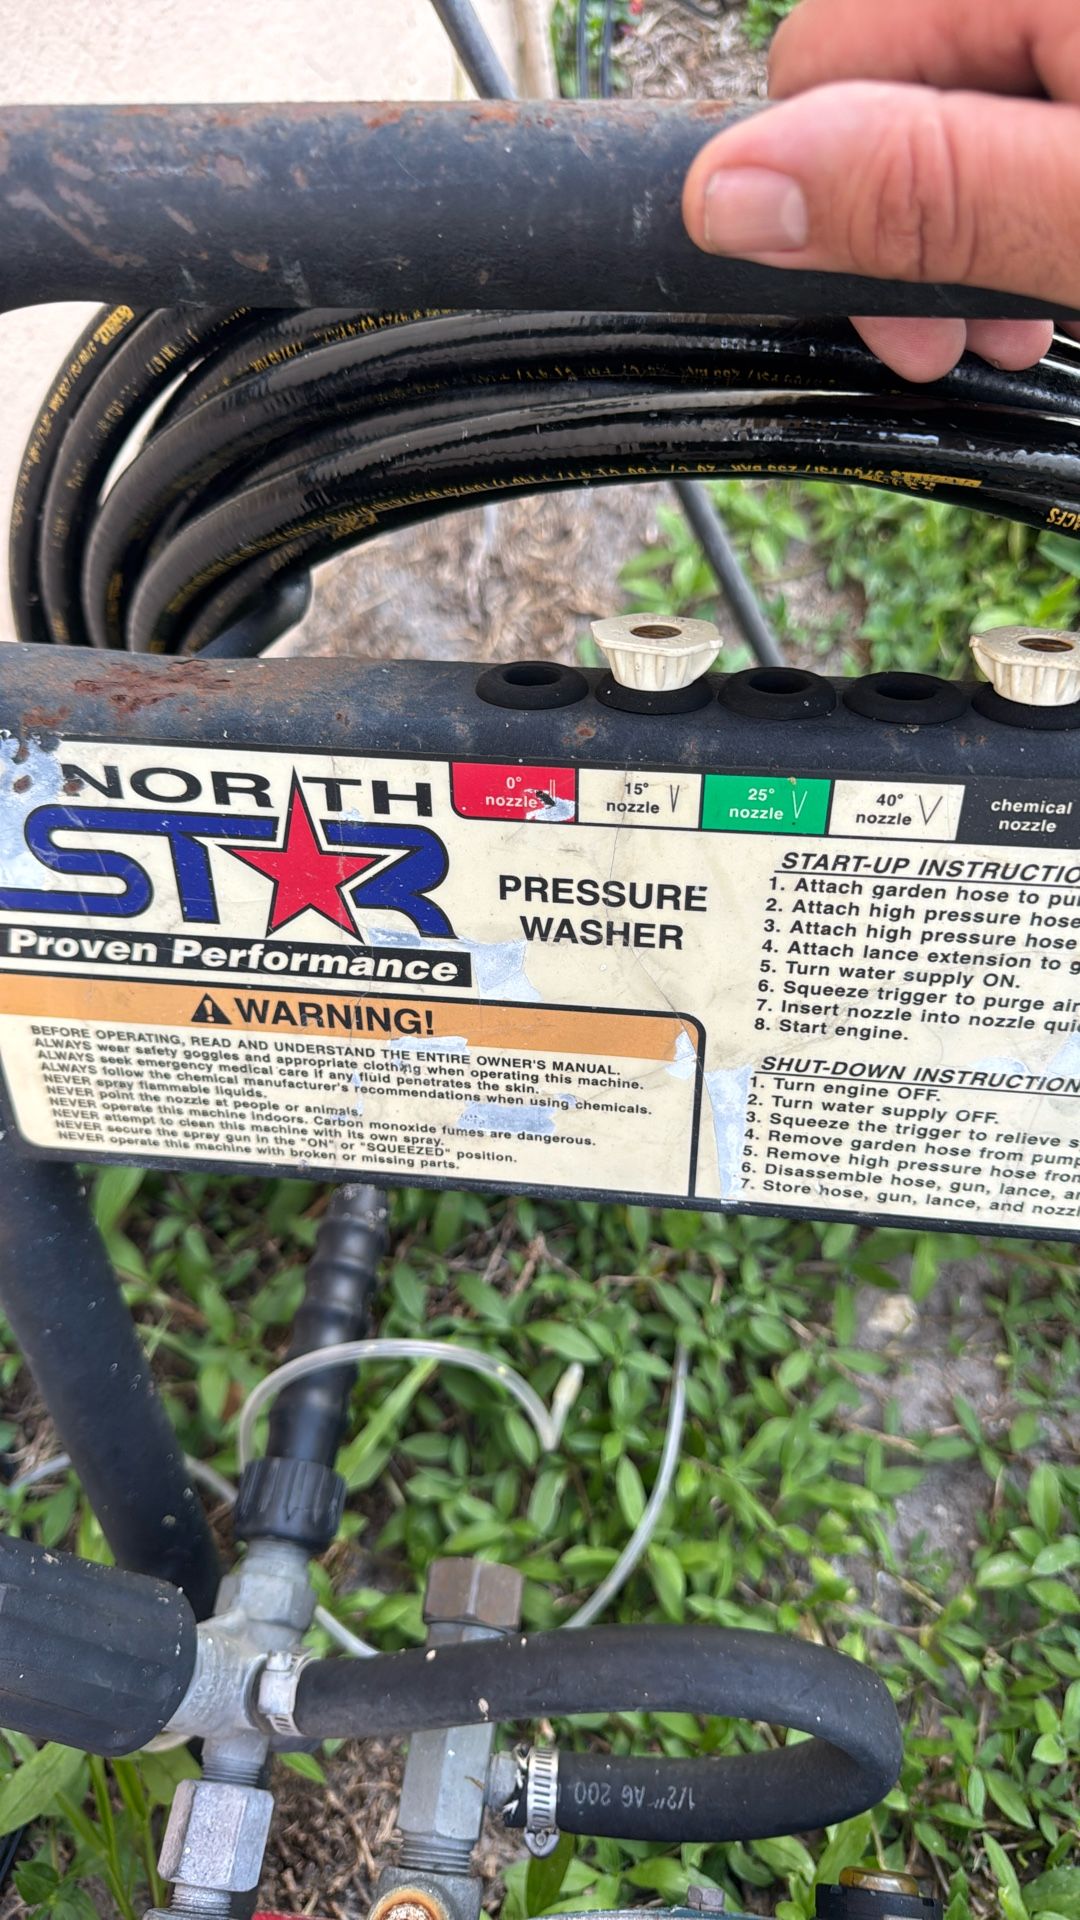 NORTH
STAR
Proven Performance
PRESSURE
WASHER
0°
nozzle
15°
nozzle
25°
nozzle
40°
nozzle
chemical
nozzle
WARNING!
BEFORE OPERATING, READ AND UNDERSTAND THE ENTIRE OWNER'S MANUAL.
ALWAYS wear safety goggles and appropriate clothing when operating this machine.
ALWAYS seek emergency medical care if any fluid penetrates the skin.
ALWAYS follow the chemical manufacturer's recommendations when using chemicals.
NEVER spray flammable liquids.
NEVER point the nozzle at people or animals.
NEVER operate this machine indoors. Carbon monoxide fumes are dangerous.
NEVER attempt to clean this machine with its own spray.
NEVER secure the spray gun in the "ON" or "SQUEEZED" position.
NEVER operate this machine with broken or missing parts.
START-UP INSTRUCTIO
1. Attach garden hose to pu
2. Attach high pressure hose
3. Attach high pressure hose
4. Attach lance extension to g
5. Turn water supply ON.
6. Squeeze trigger to purge air
7. Insert nozzle into nozzle qui
8. Start engine.
SHUT-DOWN INSTRUCTION
1. Turn engine OFF.
2. Turn water supply OFF.
3. Squeeze the trigger to relieve s
4. Remove garden hose from pump
5. Remove high pressure hose from
6. Disassemble hose, gun, lance, a
7. Store hose, gun, lance, and nozzl
1/2" AG 200